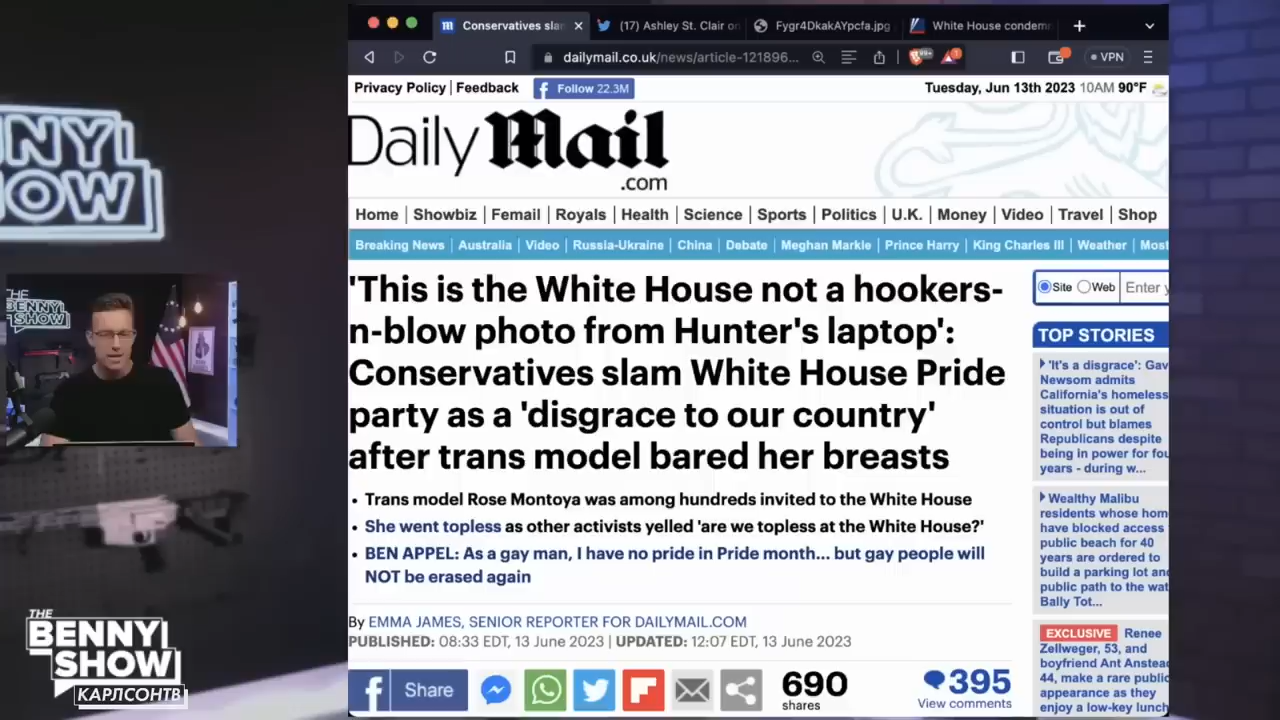 Conservatives slam
(17) Ashley St. Clair on
Fygr4DkakAYpcfa.jpg
White House condemn
dailymail.co.uk/news/article-121896...
99+
1
VPN
Privacy Policy | Feedback
Follow 22.3M
Tuesday, Jun 13th 2023 10AM 90°F
Daily Mail
.com
Home | Showbiz | Femail | Royals | Health | Science | Sports | Politics | U.K. | Money | Video | Travel | Shop
Breaking News | Australia | Video | Russia-Ukraine | China | Debate | Meghan Markle | Prince Harry | King Charles III | Weather | Most
'This is the White House not a hookers-
n-blow photo from Hunter's laptop':
Conservatives slam White House Pride
party as a 'disgrace to our country'
after trans model bared her breasts
• Trans model Rose Montoya was among hundreds invited to the White House
• She went topless as other activists yelled 'are we topless at the White House?'
• BEN APPEL: As a gay man, I have no pride in Pride month... but gay people will
NOT be erased again
By EMMA JAMES, SENIOR REPORTER FOR DAILYMAIL.COM
PUBLISHED: 08:33 EDT, 13 June 2023 | UPDATED: 12:07 EDT, 13 June 2023
Share
690
shares
395
View comments
Site Web Enter y
TOP STORIES
'It's a disgrace': Gav
Newsom admits
California's homeless
situation is out of
control but blames
Republicans despite
being in power for fou
years - during w...
Wealthy Malibu
residents whose hom
have blocked access
public beach for 40
years are ordered to
build a parking lot and
public path to the wat
Bally Tot...
EXCLUSIVE Renee
Zellweger, 53, and
boyfriend Ant Anstead
44, make a rare public
appearance as they
enjoy a low-key lunch
NNY
HOW
THE
BENNY
SHOW
THE
BENNY
SHOW
КАРЛСОНТВ